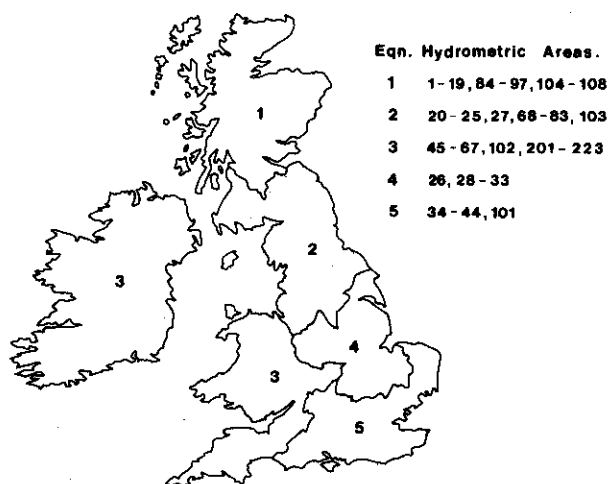 Eqn. Hydrometric Areas.
1 1-19, 84-97, 104-108
2 20-25, 27, 68-83, 103
3 45-67, 102, 201-223
4 26, 28-33
5 34-44, 101
1
2
3
4
3
5